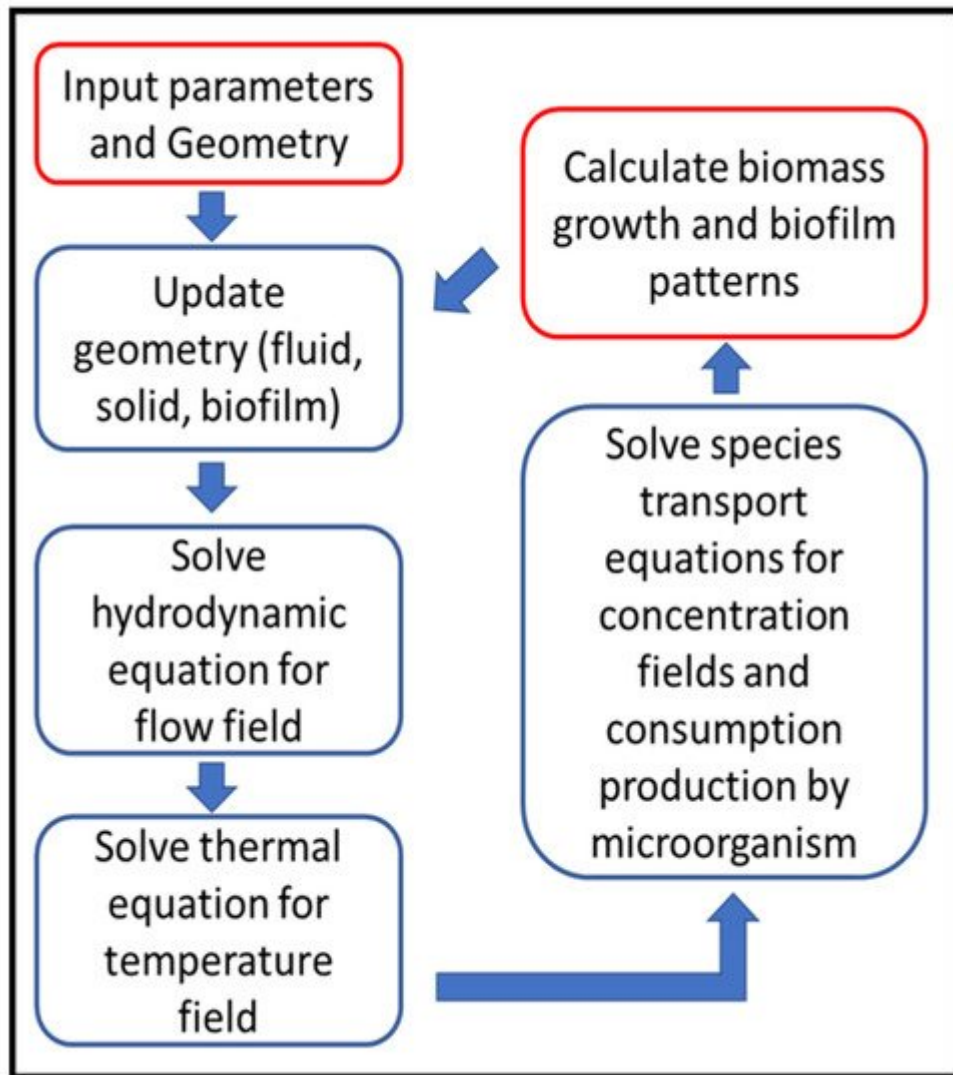 Input parameters
and Geometry
Update
geometry (fluid,
solid, biofilm)
Solve
hydrodynamic
equation for
flow field
Solve thermal
equation for
temperature
field
Solve species
transport
equations for
concentration
fields and
consumption
production by
microorganism
Calculate biomass
growth and biofilm
patterns